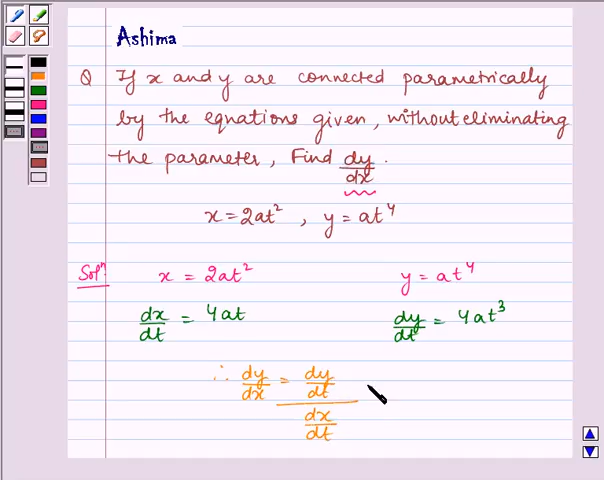 Ashima
Q If x and y are connected parametrically
by the equations given, without eliminating
the parameter, Find dy/dx.
x = 2at², y = at⁴
Solⁿ: x = 2at² y = at⁴
dx/dt = 4at dy/dt = 4at³
∴ dy/dx = dy/dt
dx/dt